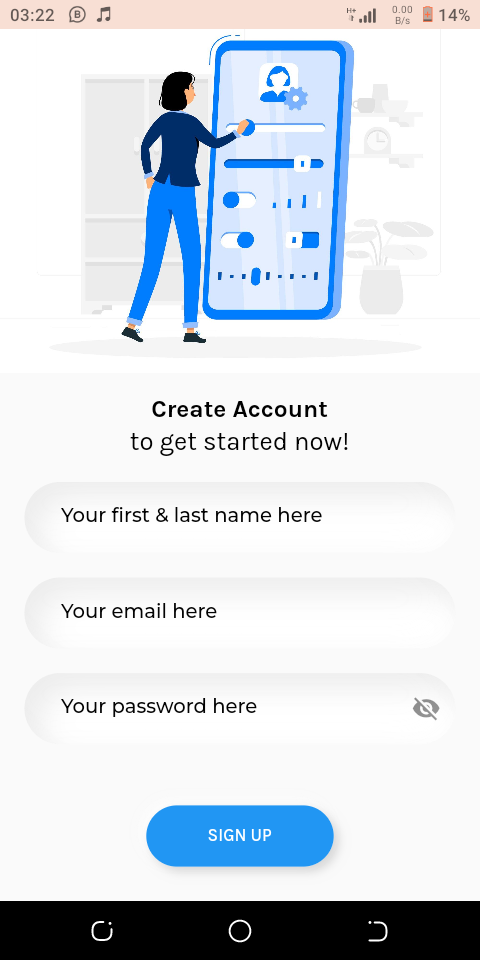 03:22
H+
0.00
B/s
14%
Create Account
to get started now!
Your first & last name here
Your email here
Your password here
SIGN UP